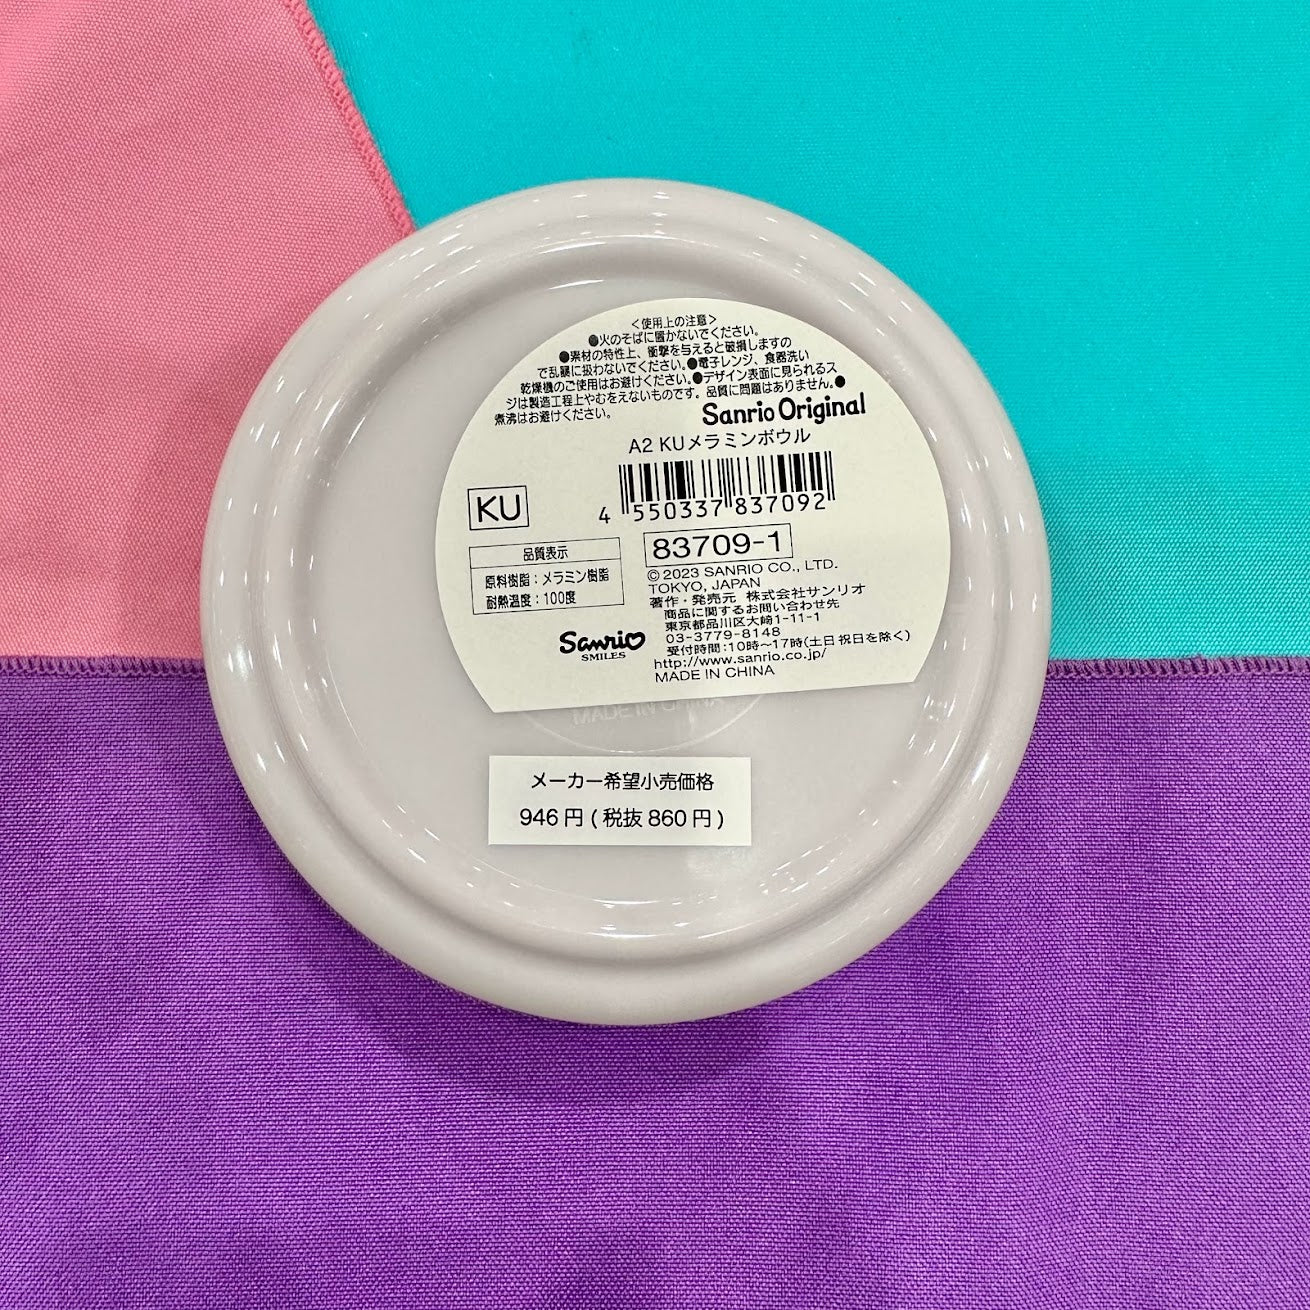 <使用上の注意>
●火のそばに置かないでください。
●素材の特性上、衝撃を与えると破損しますの
で乱暴に扱わないでください。●電子レンジ、食器洗い
乾燥機のご使用はお避けください。●デザイン表面に見られるス
ジは製造工程上やむをえないものです。品質に問題はありません。●
煮沸はお避けください。
Sanrio Original
A2 KUメラミンボウル
KU
4 550337 837092
品質表示
原料樹脂：メラミン樹脂
耐熱温度：100度
83709-1
© 2023 SANRIO CO., LTD.
TOKYO, JAPAN
著作・発売元 株式会社サンリオ
商品に関するお問い合わせ先
東京都品川区大崎1-11-1
03-3779-8148
受付時間:10時〜17時(土日祝日を除く)
http://www.sanrio.co.jp/
MADE IN CHINA
Sanrio
SMILES
MADE IN CHINA
メーカー希望小売価格
946 円 ( 税抜 860 円 )